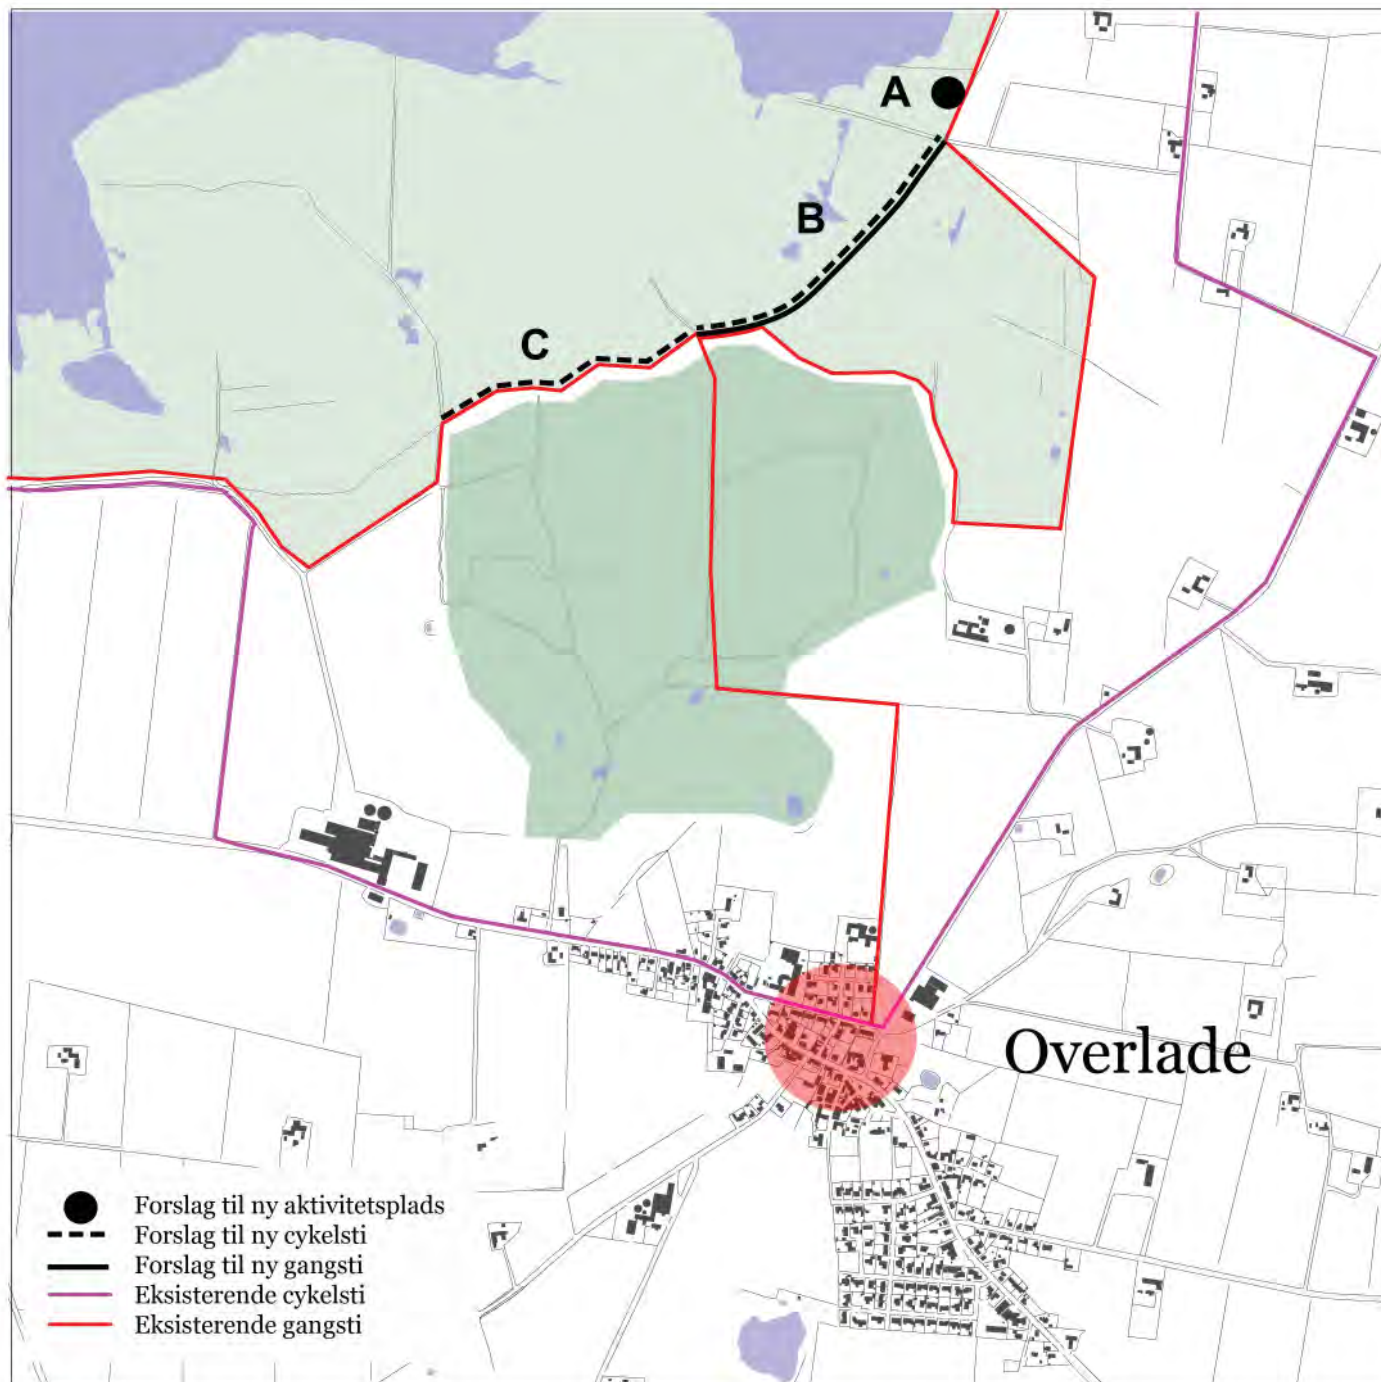 A
B
C
Overlade
Forslag til ny aktivitetsplads
Forslag til ny cykelsti
Forslag til ny gangsti
Eksisterende cykelsti
Eksisterende gangsti